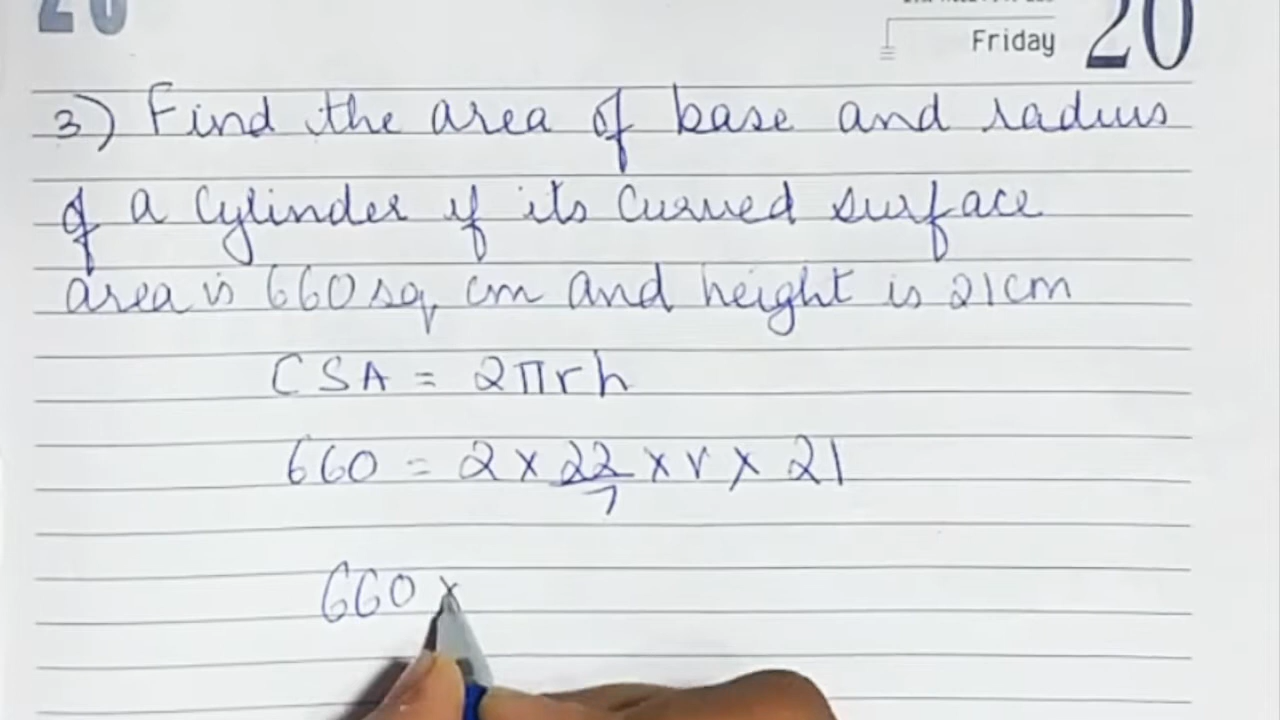 20
Friday 20
3) Find the area of base and radius
of a cylinder if its curved surface
area is 660 sq cm and height is 21cm
CSA = 2πrh
660 = 2 × 22/7 × r × 21
660 ×